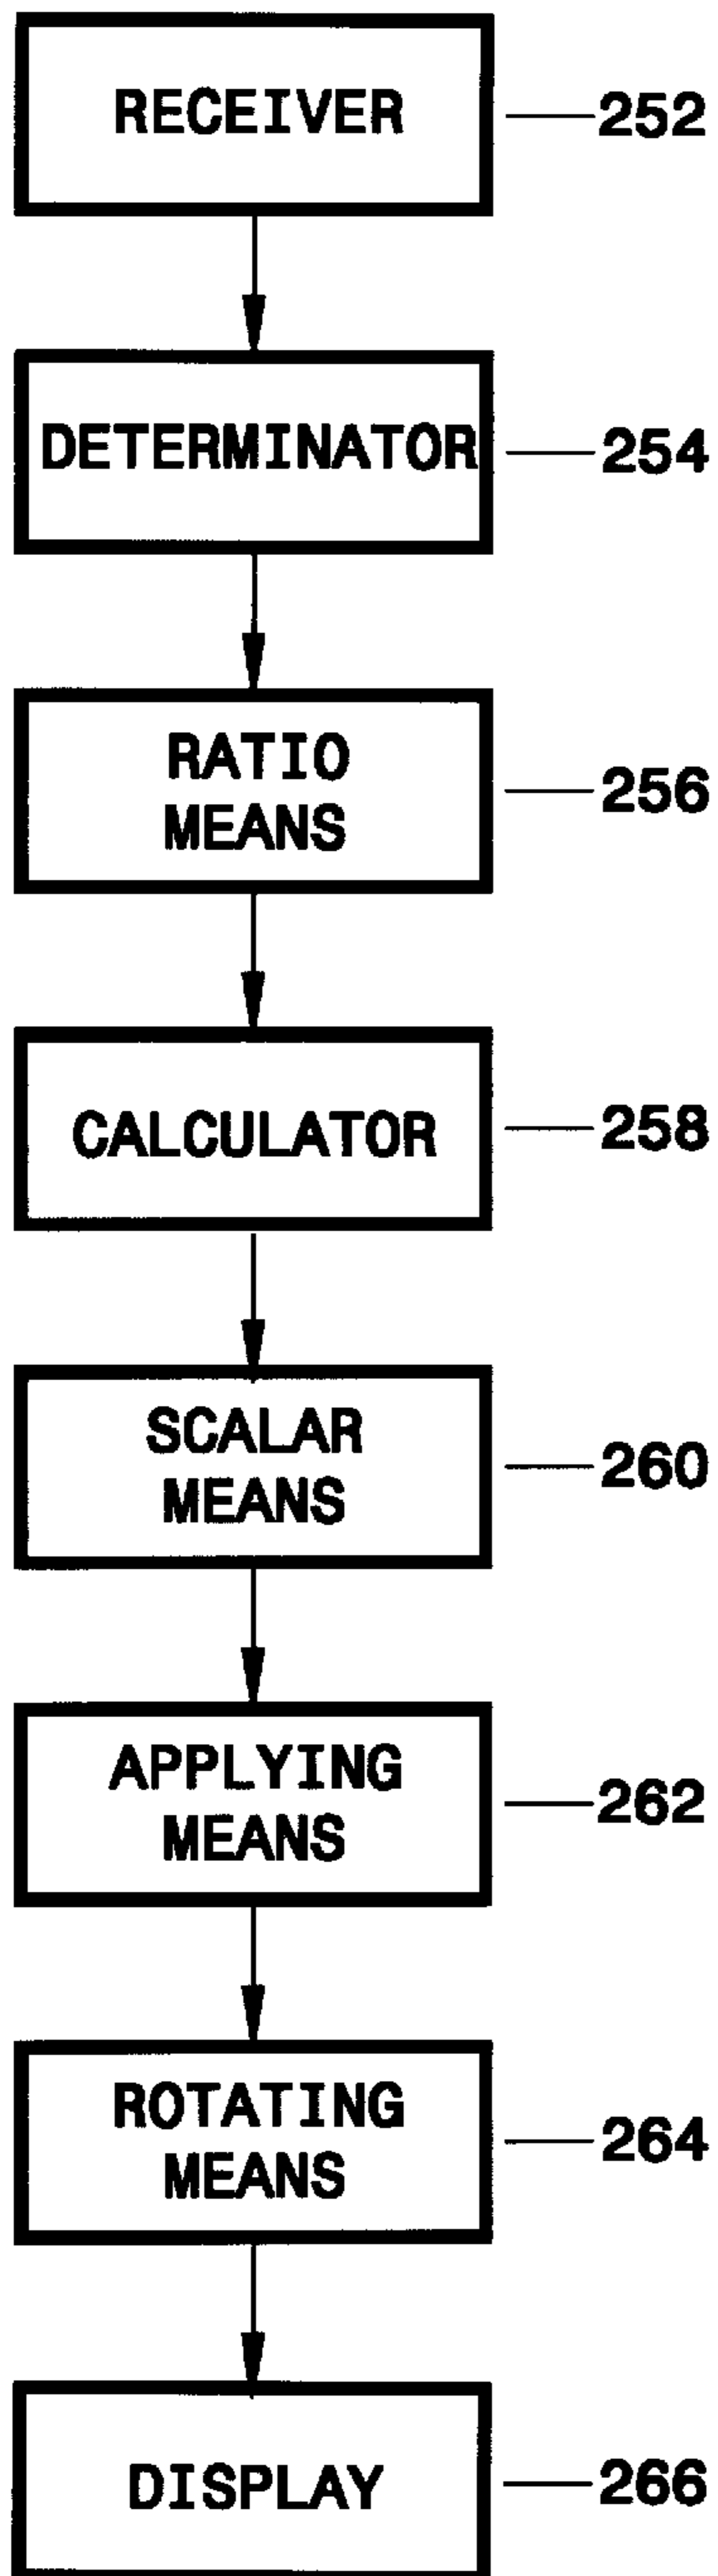 RECEIVER 252
DETERMINATOR 254
RATIO
MEANS 256
CALCULATOR 258
SCALAR
MEANS 260
APPLYING
MEANS 262
ROTATING
MEANS 264
DISPLAY 266